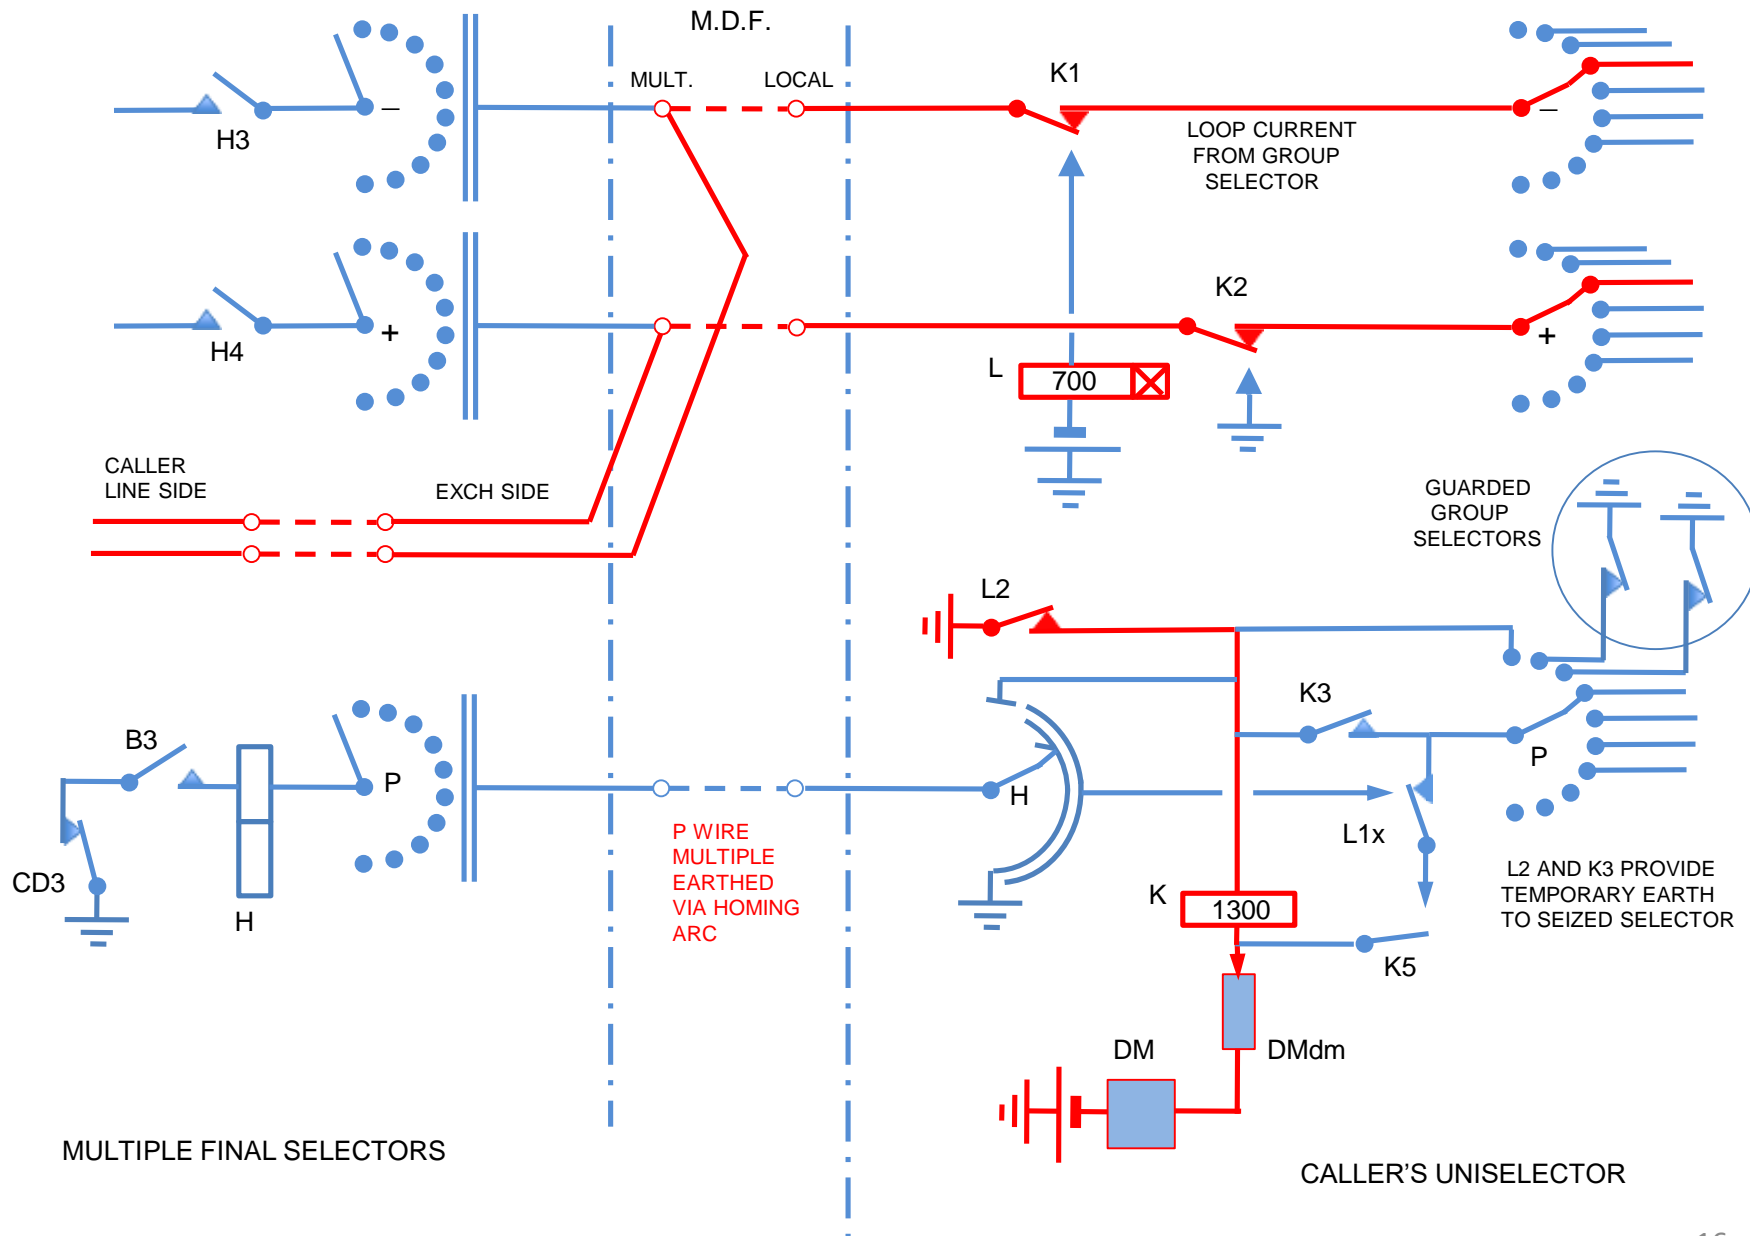 M.D.F.
MULT.
LOCAL
K1
–
H3
–
LOOP CURRENT
FROM GROUP
SELECTOR
K2
+
H4
+
L
700
CALLER
LINE SIDE
EXCH SIDE
GUARDED
GROUP
SELECTORS
L2
K3
B3
P
H
P
L1x
P WIRE
MULTIPLE
EARTHED
VIA HOMING
ARC
CD3
H
K
1300
L2 AND K3 PROVIDE
TEMPORARY EARTH
TO SEIZED SELECTOR
K5
DM
DMdm
MULTIPLE FINAL SELECTORS
CALLER'S UNISELECTOR